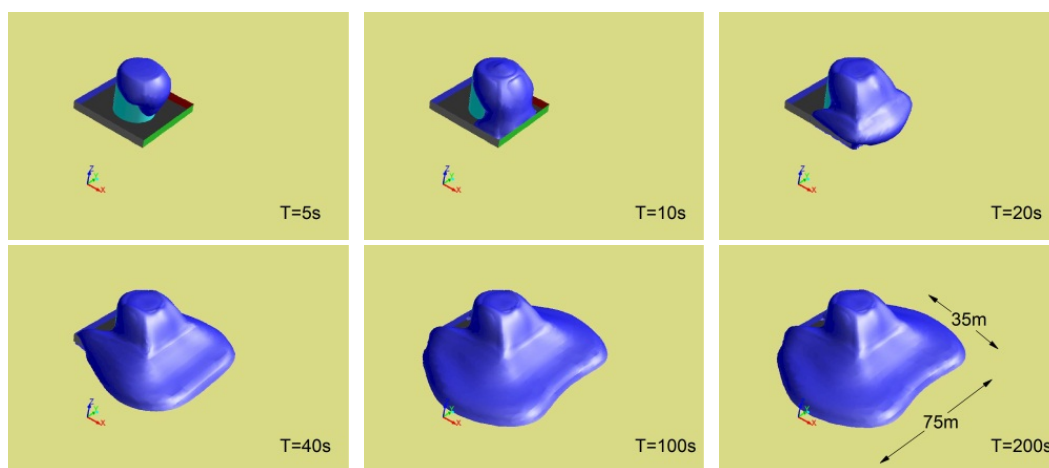 Z
Y
X
T=5s
Z
Y
X
T=10s
Z
Y
X
T=20s
Z
Y
X
T=40s
Z
Y
X
T=100s
35m
75m
Z
Y
X
T=200s